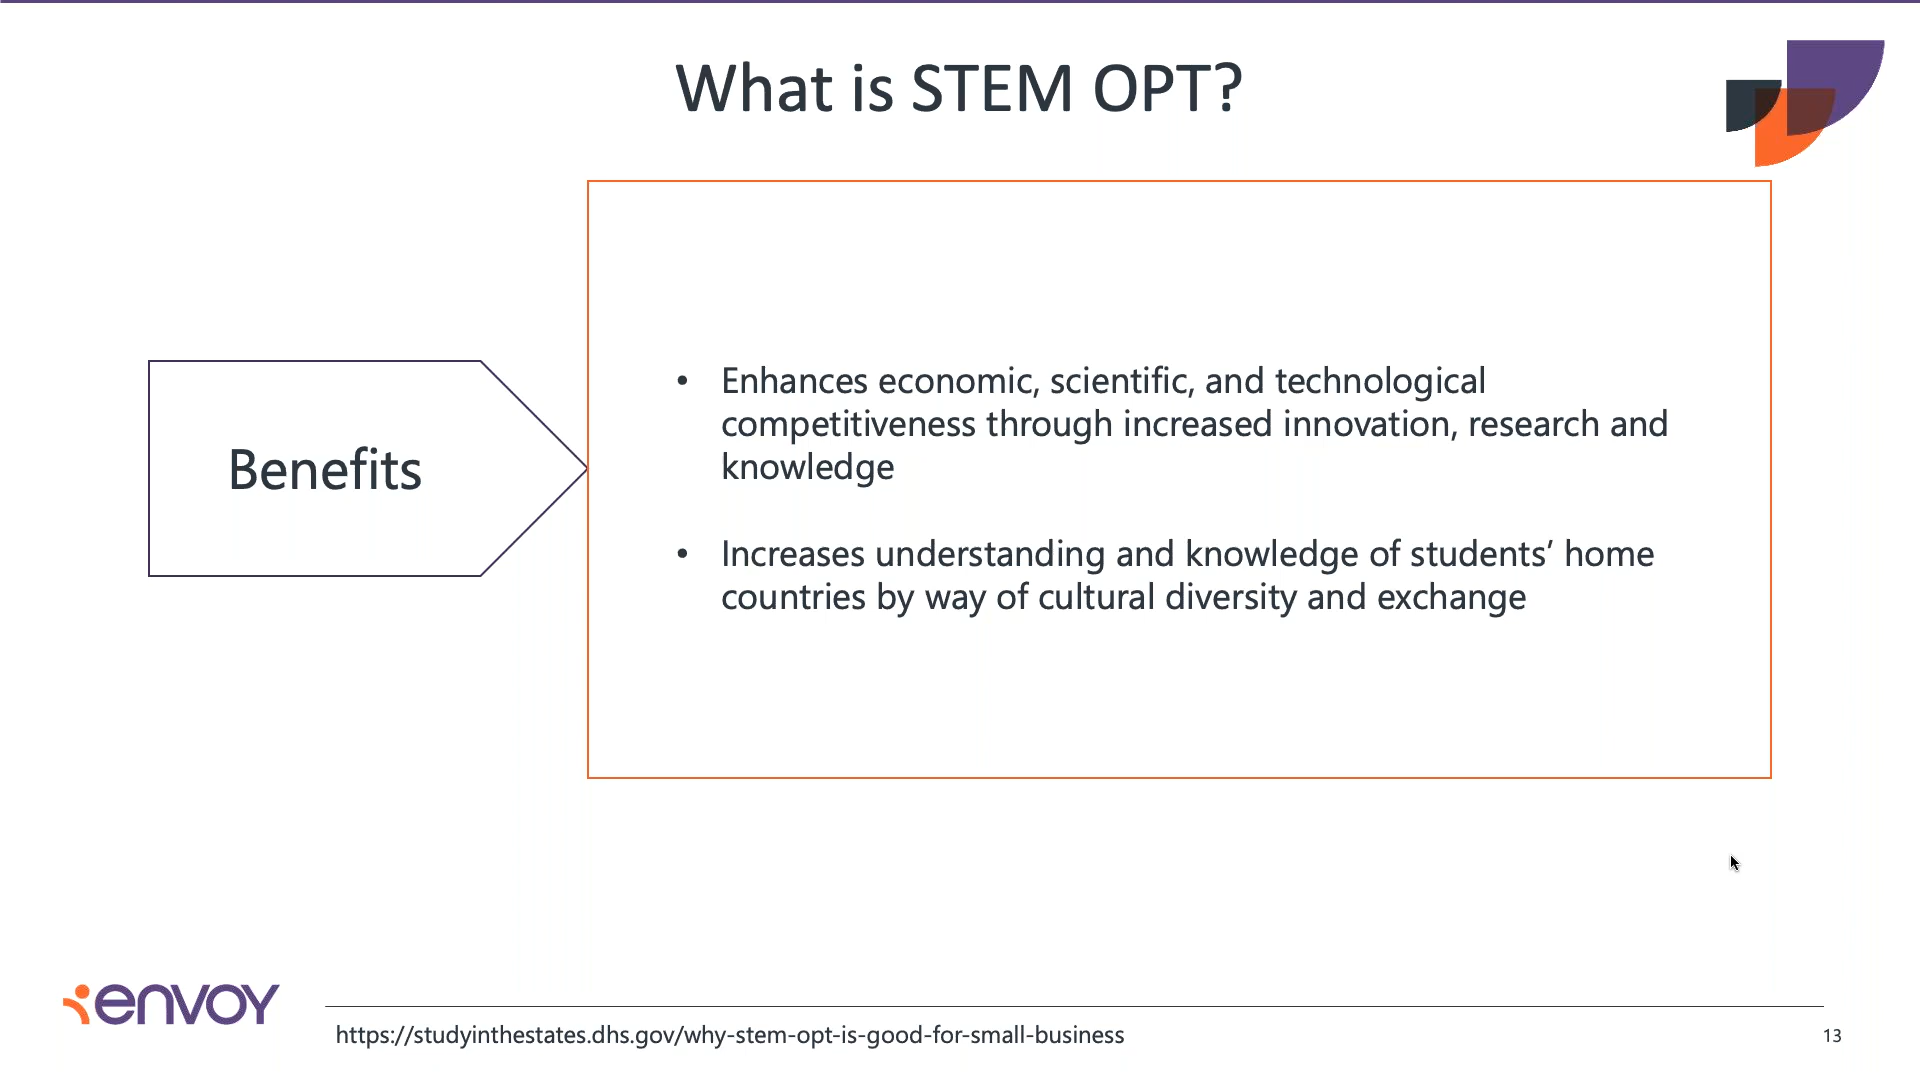 What is STEM OPT?
Benefits
• Enhances economic, scientific, and technological
competitiveness through increased innovation, research and
knowledge
• Increases understanding and knowledge of students’ home
countries by way of cultural diversity and exchange
envoy
https://studyinthestates.dhs.gov/why-stem-opt-is-good-for-small-business
13